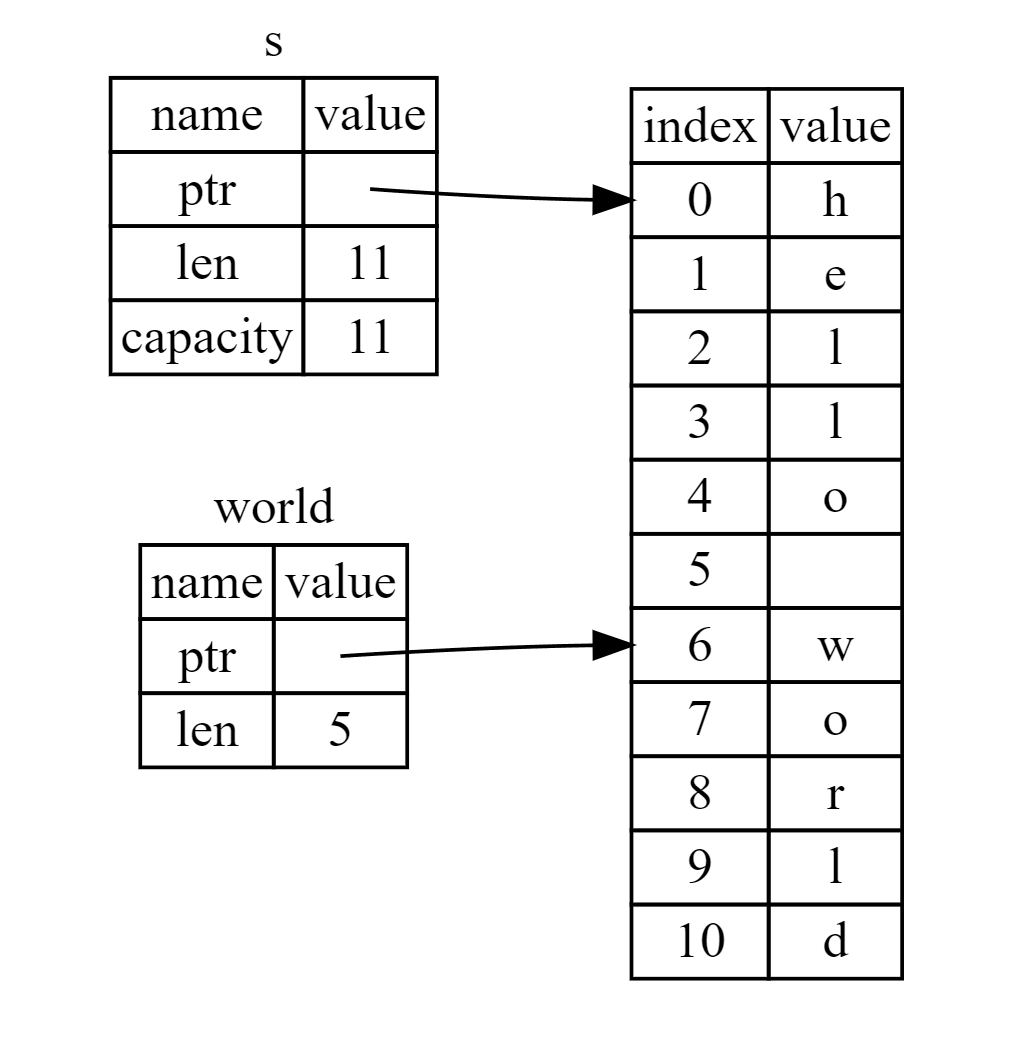 s
name value
ptr
len 11
capacity 11
world
name value
ptr
len 5
index value
0 h
1 e
2 l
3 l
4 o
5
6 w
7 o
8 r
9 l
10 d